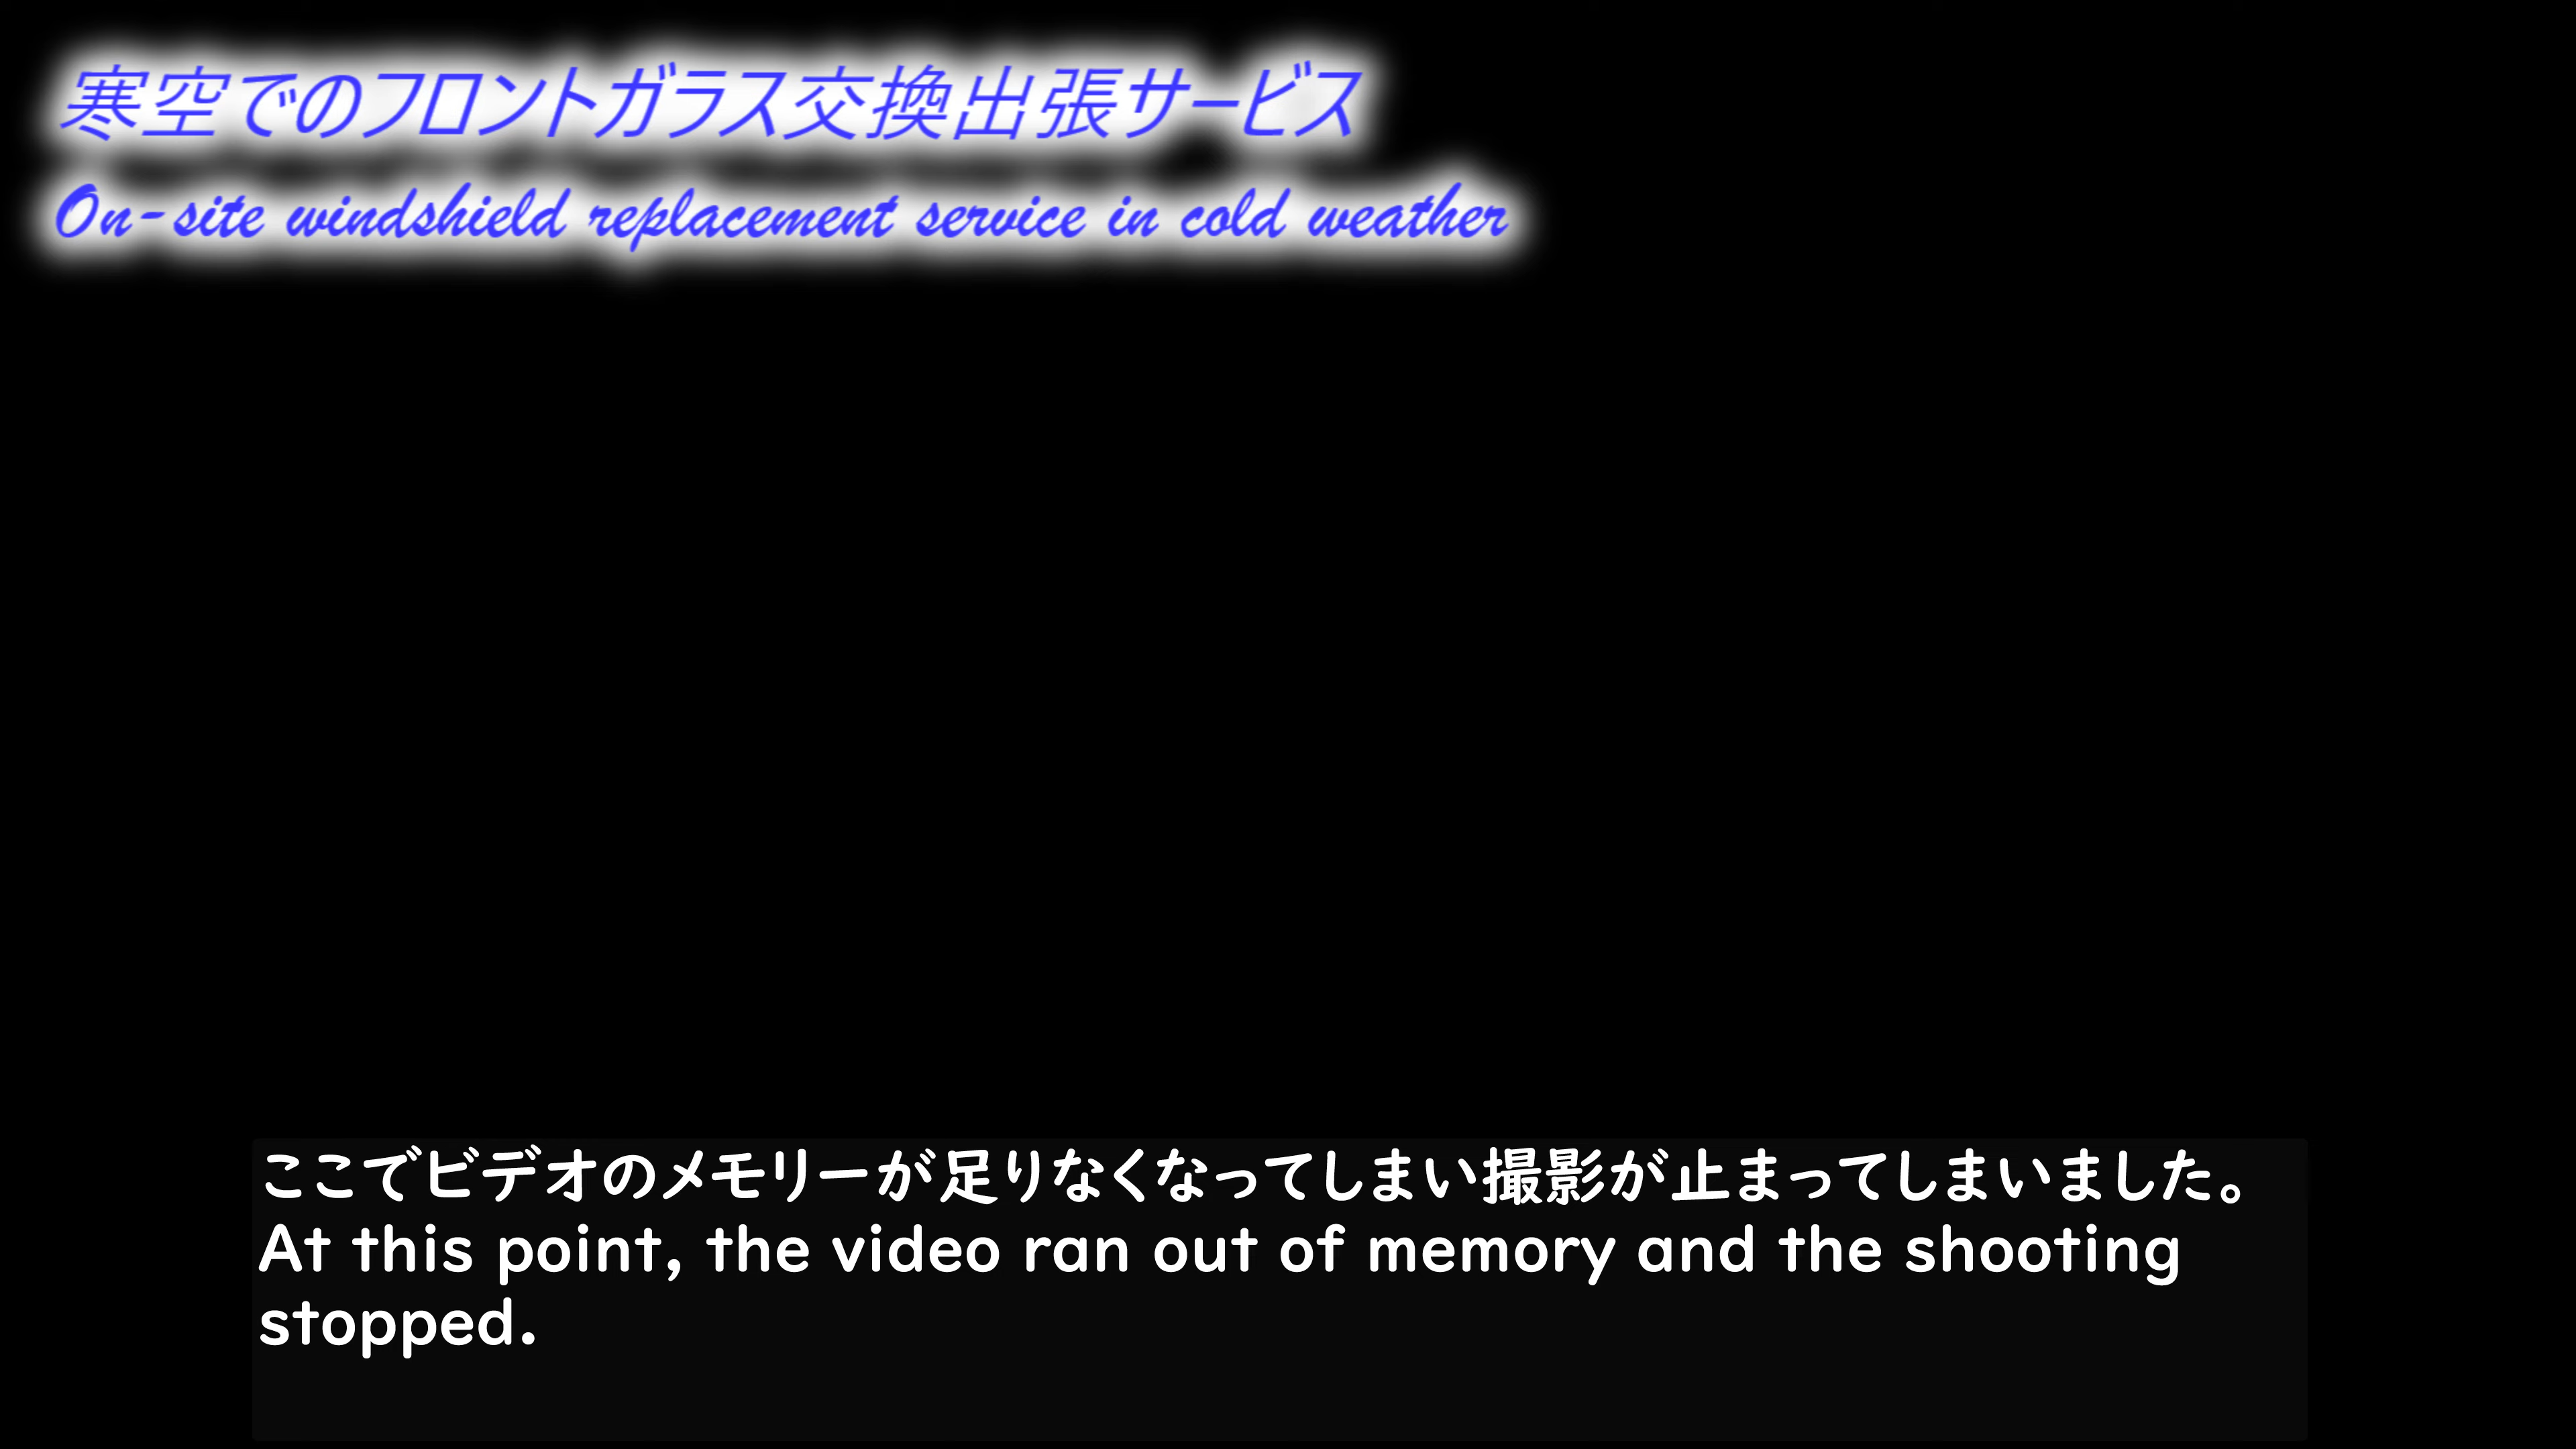 寒空でのフロントガラス交換出張サービス
On-site windshield replacement service in cold weather
ここでビデオのメモリーが足りなくなってしまい撮影が止まってしまいました。
At this point, the video ran out of memory and the shooting
stopped.